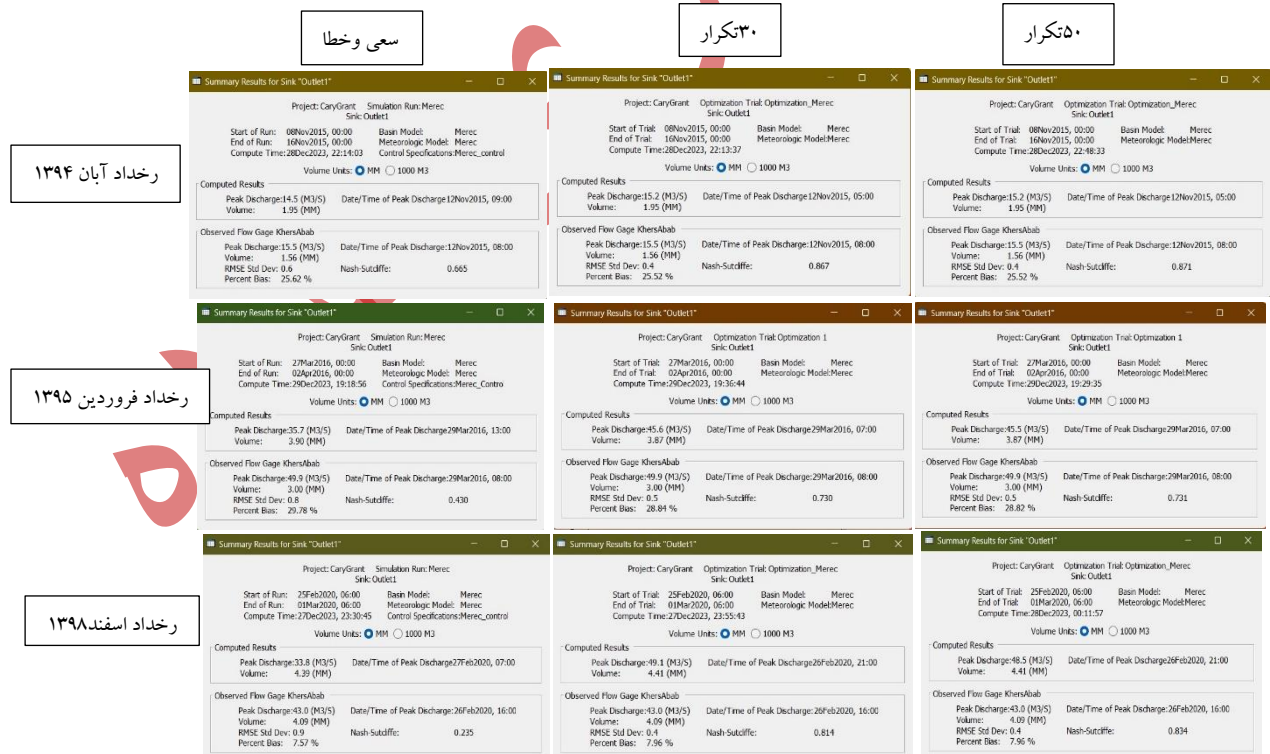 سعی وخطا
۳۰تکرار
۵۰تکرار
رخداد آبان ۱۳۹۴
Summary Results for Sink "Outlet1"
Project: CaryGrant Simulation Run: Merec
Sink: Outlet1
Start of Run: 08Nov2015, 00:00 Basin Model: Merec
End of Run: 16Nov2015, 00:00 Meteorologic Model: Merec
Compute Time:28Dec2023, 22:14:03 Control Specifications:Merec_control
Volume Units: MM 1000 M3
Computed Results
Peak Discharge:14.5 (M3/S) Date/Time of Peak Discharge12Nov2015, 09:00
Volume: 1.95 (MM)
Observed Flow Gage KhersAbab
Peak Discharge:15.5 (M3/S) Date/Time of Peak Discharge:12Nov2015, 08:00
Volume: 1.56 (MM)
RMSE Std Dev: 0.6 Nash-Sutcliffe: 0.665
Percent Bias: 25.62 %
Summary Results for Sink "Outlet1"
Project: CaryGrant Optimization Trial: Optimization_Merec
Sink: Outlet1
Start of Trial: 08Nov2015, 00:00 Basin Model: Merec
End of Trial: 16Nov2015, 00:00 Meteorologic Model:Merec
Compute Time:28Dec2023, 22:13:37
Volume Units: MM 1000 M3
Computed Results
Peak Discharge:15.2 (M3/S) Date/Time of Peak Discharge12Nov2015, 05:00
Volume: 1.95 (MM)
Observed Flow Gage KhersAbab
Peak Discharge:15.5 (M3/S) Date/Time of Peak Discharge:12Nov2015, 08:00
Volume: 1.56 (MM)
RMSE Std Dev: 0.4 Nash-Sutcliffe: 0.867
Percent Bias: 25.52 %
Summary Results for Sink "Outlet1"
Project: CaryGrant Optimization Trial: Optimization_Merec
Sink: Outlet1
Start of Trial: 08Nov2015, 00:00 Basin Model: Merec
End of Trial: 16Nov2015, 00:00 Meteorologic Model:Merec
Compute Time:28Dec2023, 22:48:33
Volume Units: MM 1000 M3
Computed Results
Peak Discharge:15.2 (M3/S) Date/Time of Peak Discharge12Nov2015, 05:00
Volume: 1.95 (MM)
Observed Flow Gage KhersAbab
Peak Discharge:15.5 (M3/S) Date/Time of Peak Discharge:12Nov2015, 08:00
Volume: 1.56 (MM)
RMSE Std Dev: 0.4 Nash-Sutcliffe: 0.871
Percent Bias: 25.52 %
رخداد فروردین ۱۳۹۵
Summary Results for Sink "Outlet1"
Project: CaryGrant Simulation Run: Merec
Sink: Outlet1
Start of Run: 27Mar2016, 00:00 Basin Model: Merec
End of Run: 02Apr2016, 00:00 Meteorologic Model: Merec
Compute Time:29Dec2023, 19:18:56 Control Specifications:Merec_Contro
Volume Units: MM 1000 M3
Computed Results
Peak Discharge:35.7 (M3/S) Date/Time of Peak Discharge29Mar2016, 13:00
Volume: 3.90 (MM)
Observed Flow Gage KhersAbab
Peak Discharge:49.9 (M3/S) Date/Time of Peak Discharge:29Mar2016, 08:00
Volume: 3.00 (MM)
RMSE Std Dev: 0.8 Nash-Sutcliffe: 0.430
Percent Bias: 29.78 %
Summary Results for Sink "Outlet1"
Project: CaryGrant Optimization Trial: Optimization 1
Sink: Outlet1
Start of Trial: 27Mar2016, 00:00 Basin Model: Merec
End of Trial: 02Apr2016, 00:00 Meteorologic Model:Merec
Compute Time:29Dec2023, 19:36:44
Volume Units: MM 1000 M3
Computed Results
Peak Discharge:45.6 (M3/S) Date/Time of Peak Discharge29Mar2016, 07:00
Volume: 3.87 (MM)
Observed Flow Gage KhersAbab
Peak Discharge:49.9 (M3/S) Date/Time of Peak Discharge:29Mar2016, 08:00
Volume: 3.00 (MM)
RMSE Std Dev: 0.5 Nash-Sutcliffe: 0.730
Percent Bias: 28.84 %
Summary Results for Sink "Outlet1"
Project: CaryGrant Optimization Trial: Optimization 1
Sink: Outlet1
Start of Trial: 27Mar2016, 00:00 Basin Model: Merec
End of Trial: 02Apr2016, 00:00 Meteorologic Model:Merec
Compute Time:29Dec2023, 19:29:35
Volume Units: MM 1000 M3
Computed Results
Peak Discharge:45.5 (M3/S) Date/Time of Peak Discharge29Mar2016, 07:00
Volume: 3.87 (MM)
Observed Flow Gage KhersAbab
Peak Discharge:49.9 (M3/S) Date/Time of Peak Discharge:29Mar2016, 08:00
Volume: 3.00 (MM)
RMSE Std Dev: 0.5 Nash-Sutcliffe: 0.731
Percent Bias: 28.82 %
رخداد اسفند۱۳۹۸
Summary Results for Sink "Outlet1"
Project: CaryGrant Simulation Run: Merec
Sink: Outlet1
Start of Run: 25Feb2020, 06:00 Basin Model: Merec
End of Run: 01Mar2020, 06:00 Meteorologic Model: Merec
Compute Time:27Dec2023, 23:30:45 Control Specifications:Merec_control
Volume Units: MM 1000 M3
Computed Results
Peak Discharge:33.8 (M3/S) Date/Time of Peak Discharge27Feb2020, 07:00
Volume: 4.39 (MM)
Observed Flow Gage KhersAbab
Peak Discharge:43.0 (M3/S) Date/Time of Peak Discharge:26Feb2020, 16:00
Volume: 4.09 (MM)
RMSE Std Dev: 0.9 Nash-Sutcliffe: 0.235
Percent Bias: 7.57 %
Summary Results for Sink "Outlet1"
Project: CaryGrant Optimization Trial: Optimization_Merec
Sink: Outlet1
Start of Trial: 25Feb2020, 06:00 Basin Model: Merec
End of Trial: 01Mar2020, 06:00 Meteorologic Model:Merec
Compute Time:27Dec2023, 23:55:43
Volume Units: MM 1000 M3
Computed Results
Peak Discharge:49.1 (M3/S) Date/Time of Peak Discharge26Feb2020, 21:00
Volume: 4.41 (MM)
Observed Flow Gage KhersAbab
Peak Discharge:43.0 (M3/S) Date/Time of Peak Discharge:26Feb2020, 16:00
Volume: 4.09 (MM)
RMSE Std Dev: 0.4 Nash-Sutcliffe: 0.814
Percent Bias: 7.96 %
Summary Results for Sink "Outlet1"
Project: CaryGrant Optimization Trial: Optimization_Merec
Sink: Outlet1
Start of Trial: 25Feb2020, 06:00 Basin Model: Merec
End of Trial: 01Mar2020, 06:00 Meteorologic Model:Merec
Compute Time:28Dec2023, 00:11:57
Volume Units: MM 1000 M3
Computed Results
Peak Discharge:48.5 (M3/S) Date/Time of Peak Discharge26Feb2020, 21:00
Volume: 4.41 (MM)
Observed Flow Gage KhersAbab
Peak Discharge:43.0 (M3/S) Date/Time of Peak Discharge:26Feb2020, 16:00
Volume: 4.09 (MM)
RMSE Std Dev: 0.4 Nash-Sutcliffe: 0.834
Percent Bias: 7.96 %